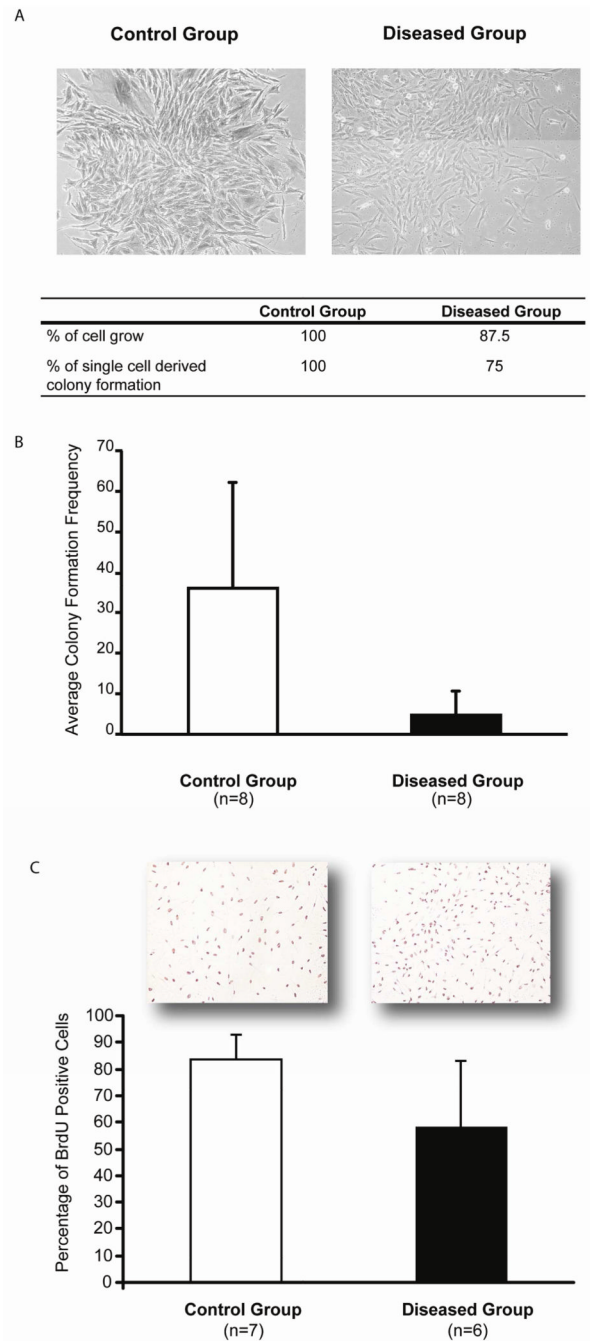 A
Control Group Diseased Group
Control Group Diseased Group
% of cell grow 100 87.5
% of single cell derived 100 75
colony formation
B
Average Colony Formation Frequency
70
60
50
40
30
20
10
0
Control Group Diseased Group
(n=8) (n=8)
C
Percentage of BrdU Positive Cells
100
90
80
70
60
50
40
30
20
10
0
Control Group Diseased Group
(n=7) (n=6)